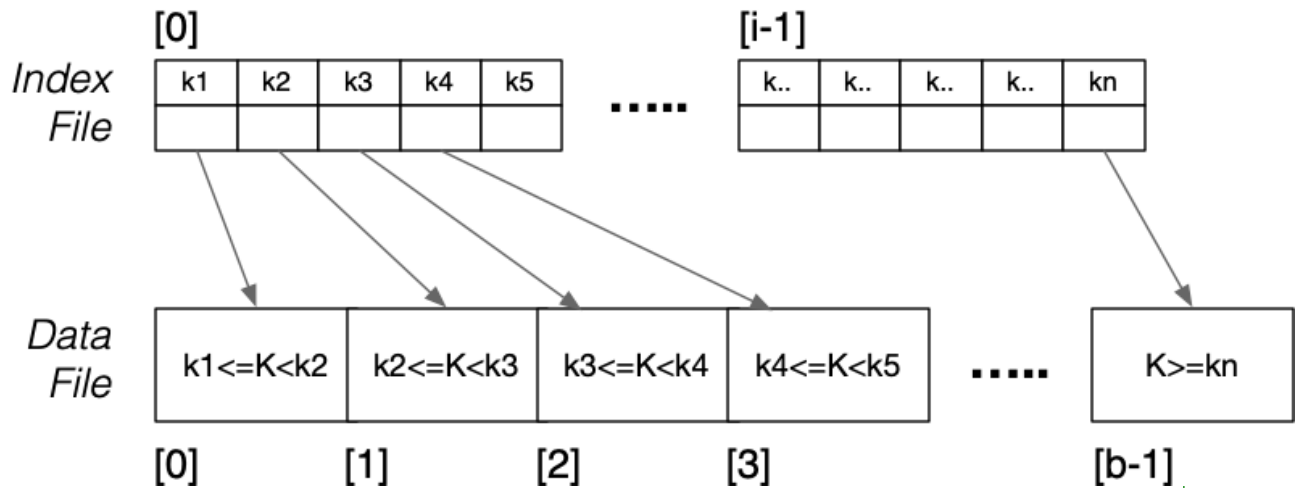 [0] [i-1]
Index File
k1 k2 k3 k4 k5 ..... k.. k.. k.. k.. kn
Data File
k1<=K<k2 k2<=K<k3 k3<=K<k4 k4<=K<k5 ..... K>=kn
[0] [1] [2] [3] [b-1]